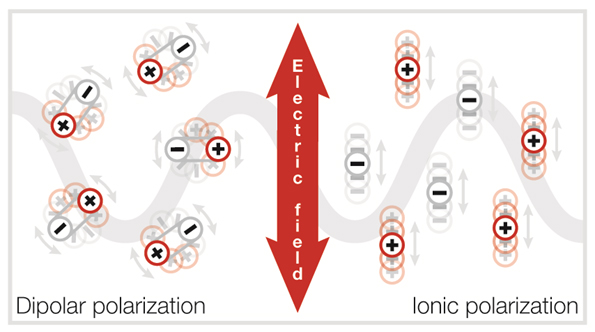 Electric field
Dipolar polarization
Ionic polarization